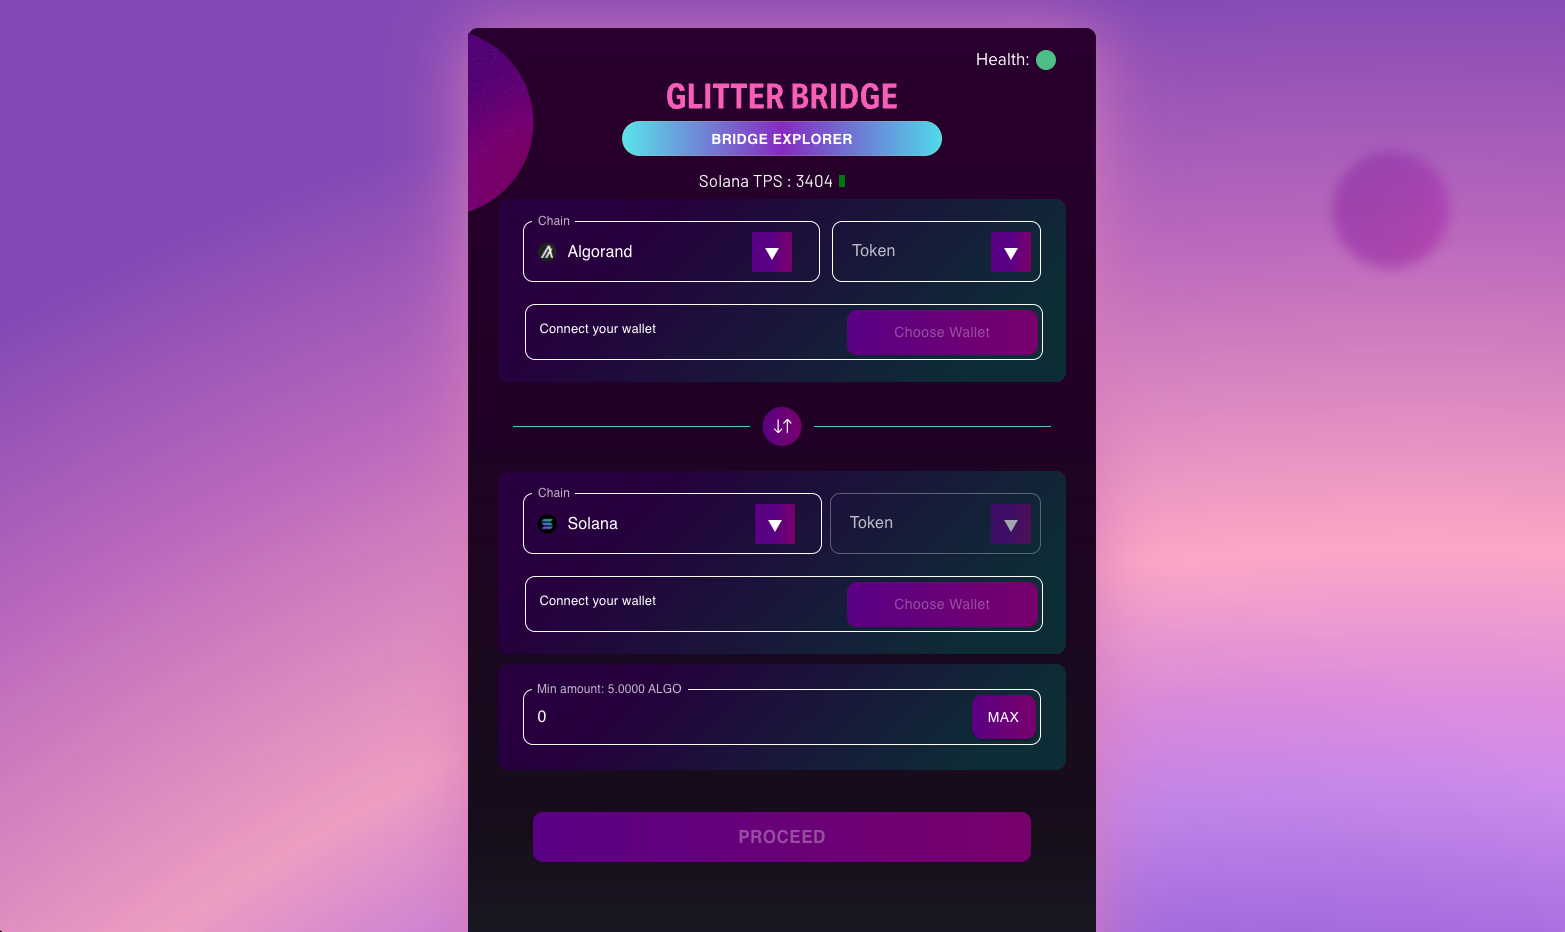 Health:
GLITTER BRIDGE
BRIDGE EXPLORER
Solana TPS : 3404
Chain
Algorand
Token
Connect your wallet
Choose Wallet
Chain
Solana
Token
Connect your wallet
Choose Wallet
Min amount: 5.0000 ALGO
0
MAX
PROCEED